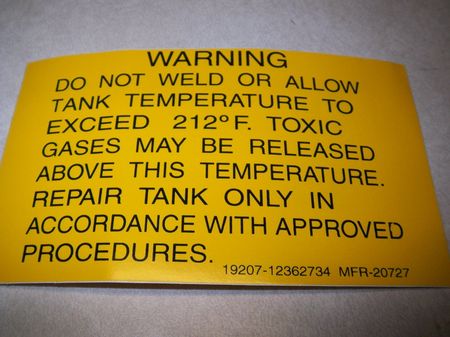 WARNING
DO NOT WELD OR ALLOW
TANK TEMPERATURE TO
EXCEED 212°F. TOXIC
GASES MAY BE RELEASED
ABOVE THIS TEMPERATURE.
REPAIR TANK ONLY IN
ACCORDANCE WITH APPROVED
PROCEDURES.
19207-12362734 MFR-20727